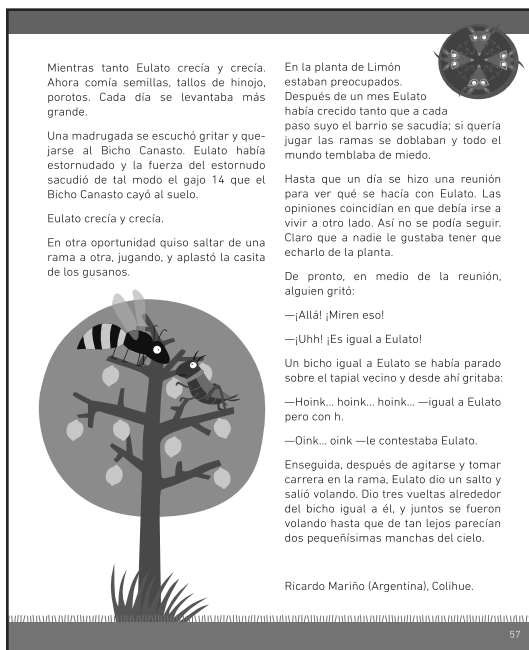 Mientras tanto Eulato crecía y crecía.
Ahora comía semillas, tallos de hinojo,
porotos. Cada día se levantaba más
grande.
Una madrugada se escuchó gritar y que-
jarse al Bicho Canasto. Eulato había
estornudado y la fuerza del estornudo
sacudió de tal modo el gajo 14 que el
Bicho Canasto cayó al suelo.
Eulato crecía y crecía.
En otra oportunidad quiso saltar de una
rama a otra, jugando, y aplastó la casita
de los gusanos.
En la planta de Limón
estaban preocupados.
Después de un mes Eulato
había crecido tanto que a cada
paso suyo el barrio se sacudía; si quería
jugar las ramas se doblaban y todo el
mundo temblaba de miedo.
Hasta que un día se hizo una reunión
para ver qué se hacía con Eulato. Las
opiniones coincidían en que debía irse a
vivir a otro lado. Así no se podía seguir.
Claro que a nadie le gustaba tener que
echarlo de la planta.
De pronto, en medio de la reunión,
alguien gritó:
—¡Allá! ¡Miren eso!
—¡Uhh! ¡Es igual a Eulato!
Un bicho igual a Eulato se había parado
sobre el tapial vecino y desde ahí gritaba:
—Hoink... hoink... hoink... —igual a Eulato
pero con h.
—Oink... oink —le contestaba Eulato.
Enseguida, después de agitarse y tomar
carrera en la rama, Eulato dio un salto y
salió volando. Dio tres vueltas alrededor
del bicho igual a él, y juntos se fueron
volando hasta que de tan lejos parecían
dos pequeñísimas manchas del cielo.
Ricardo Mariño (Argentina), Colihue.
57